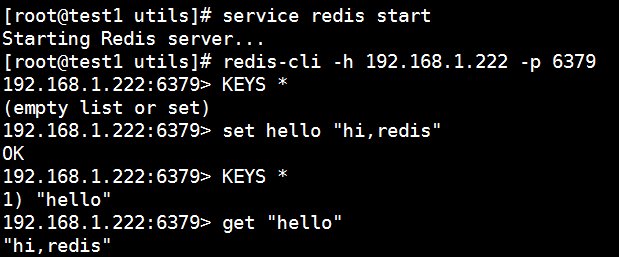 [root@test1 utils]# service redis start
Starting Redis server...
[root@test1 utils]# redis-cli -h 192.168.1.222 -p 6379
192.168.1.222:6379> KEYS *
(empty list or set)
192.168.1.222:6379> set hello "hi,redis"
OK
192.168.1.222:6379> KEYS *
1) "hello"
192.168.1.222:6379> get "hello"
"hi,redis"